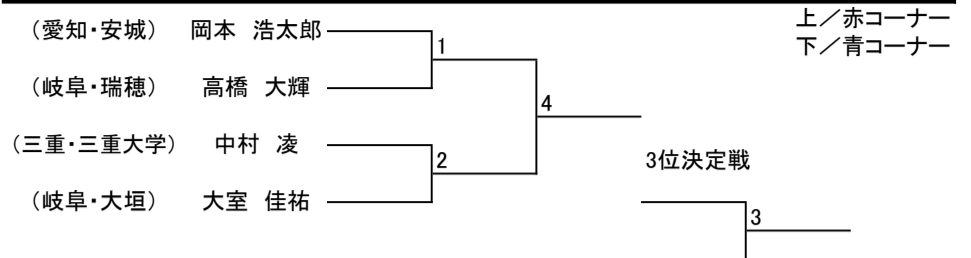 上／赤コーナー
下／青コーナー
（愛知・安城） 岡本 浩太郎
1
（岐阜・瑞穂） 高橋 大輝
4
（三重・三重大学） 中村 凌
2
3位決定戦
（岐阜・大垣） 大室 佳祐
3